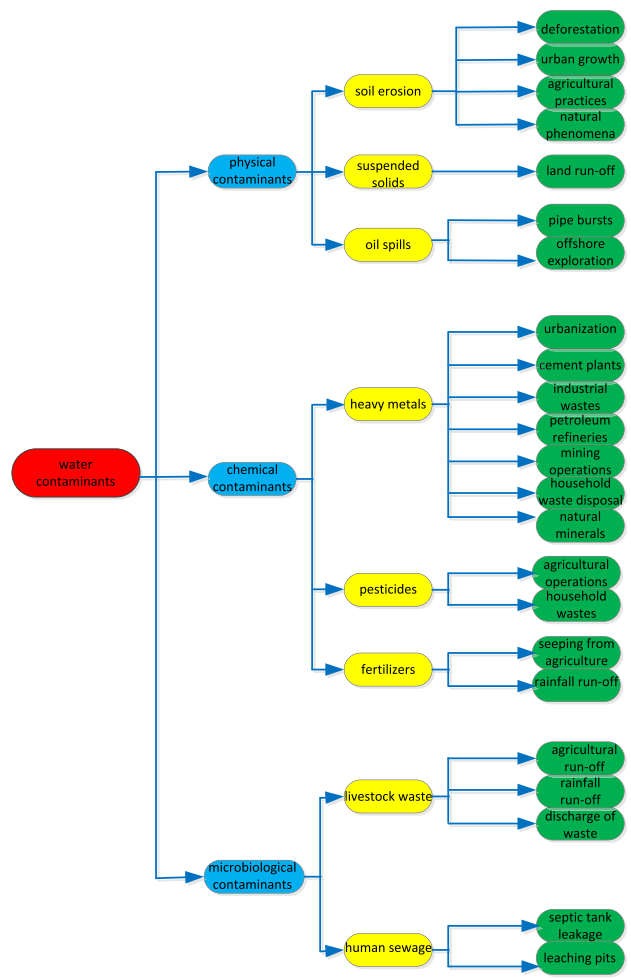 deforestation
urban growth
soil erosion
agricultural
practices
natural
phenomena
physical
contaminants
suspended
solids
land run-off
pipe bursts
oil spills
offshore
exploration
urbanization
cement plants
heavy metals
industrial
wastes
petroleum
refineries
water
contaminants
chemical
contaminants
mining
operations
household
waste disposal
natural
minerals
agricultural
operations
pesticides
household
wastes
seeping from
agriculture
fertilizers
rainfall run-off
agricultural
run-off
livestock waste
rainfall
run-off
discharge of
waste
microbiological
contaminants
septic tank
leakage
human sewage
leaching pits